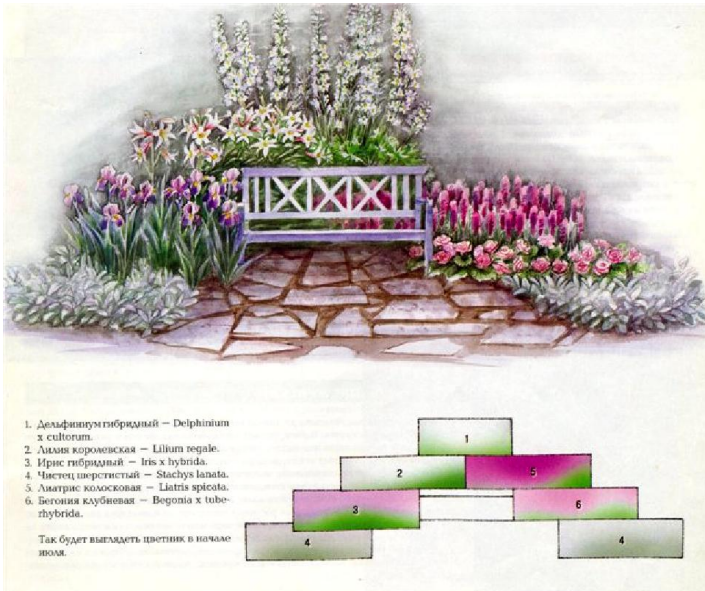 1. Дельфиниум гибридный — Delphinium
x cultorum.
2. Лилия королевская — Lilium regale.
3. Ирис гибридный — Iris x hybrida.
4. Чистец шерстистый — Stachys lanata.
5. Лиатрис колосковая — Liatris spicata.
6. Бегония клубневая — Begonia x tube-
rhybrida.
Так будет выглядеть цветник в начале
июля.
1
2 5
3 6
4 4